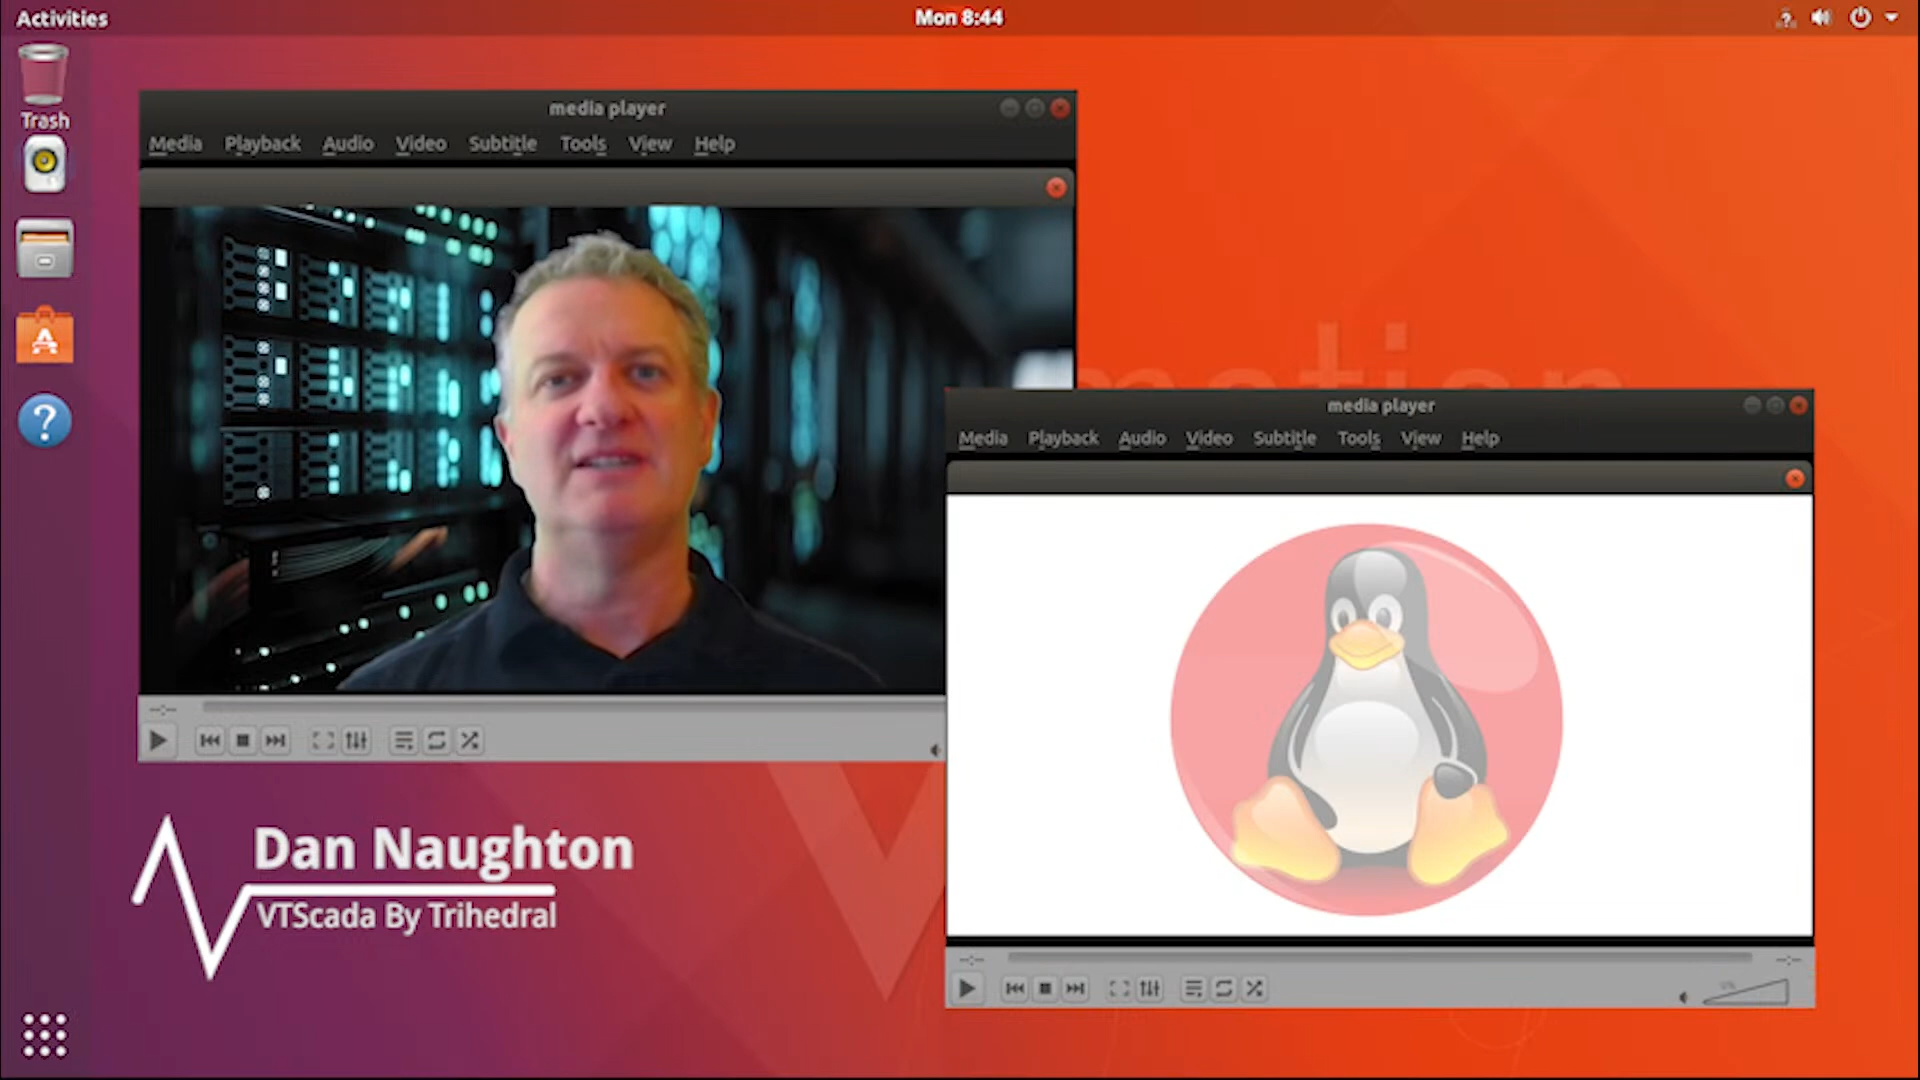 Activities
Mon 8:44
Trash
media player
Media Playback Audio Video Subtitle Tools View Help
media player
Media Playback Audio Video Subtitle Tools View Help
Dan Naughton
VTScada By Trihedral